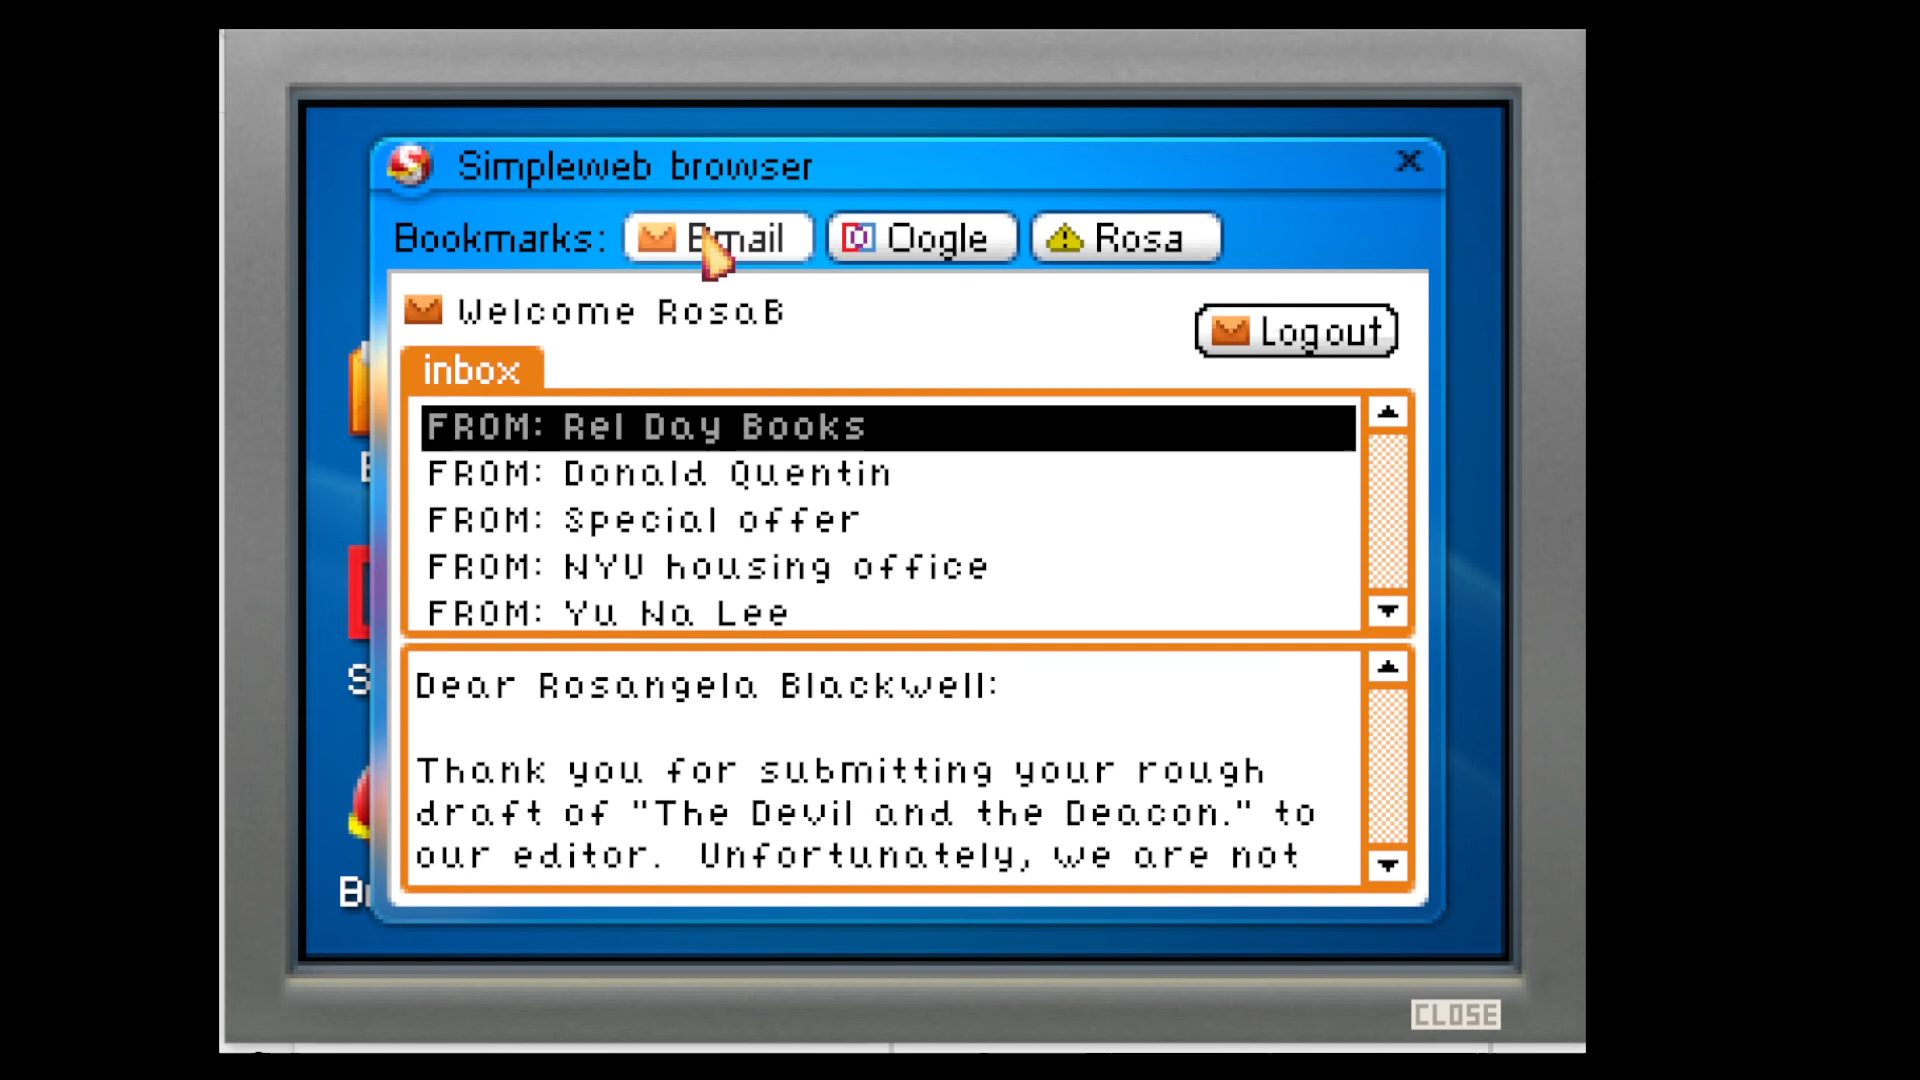 Simpleweb browser
Bookmarks: Email Oogle Rosa
Welcome RosaB
Logout
inbox
FROM: Rel Day Books
FROM: Donald Quentin
FROM: Special offer
FROM: NYU housing office
FROM: Yu Na Lee
Dear Rosangela Blackwell:
Thank you for submitting your rough
draft of "The Devil and the Deacon." to
our editor. Unfortunately, we are not
CLOSE